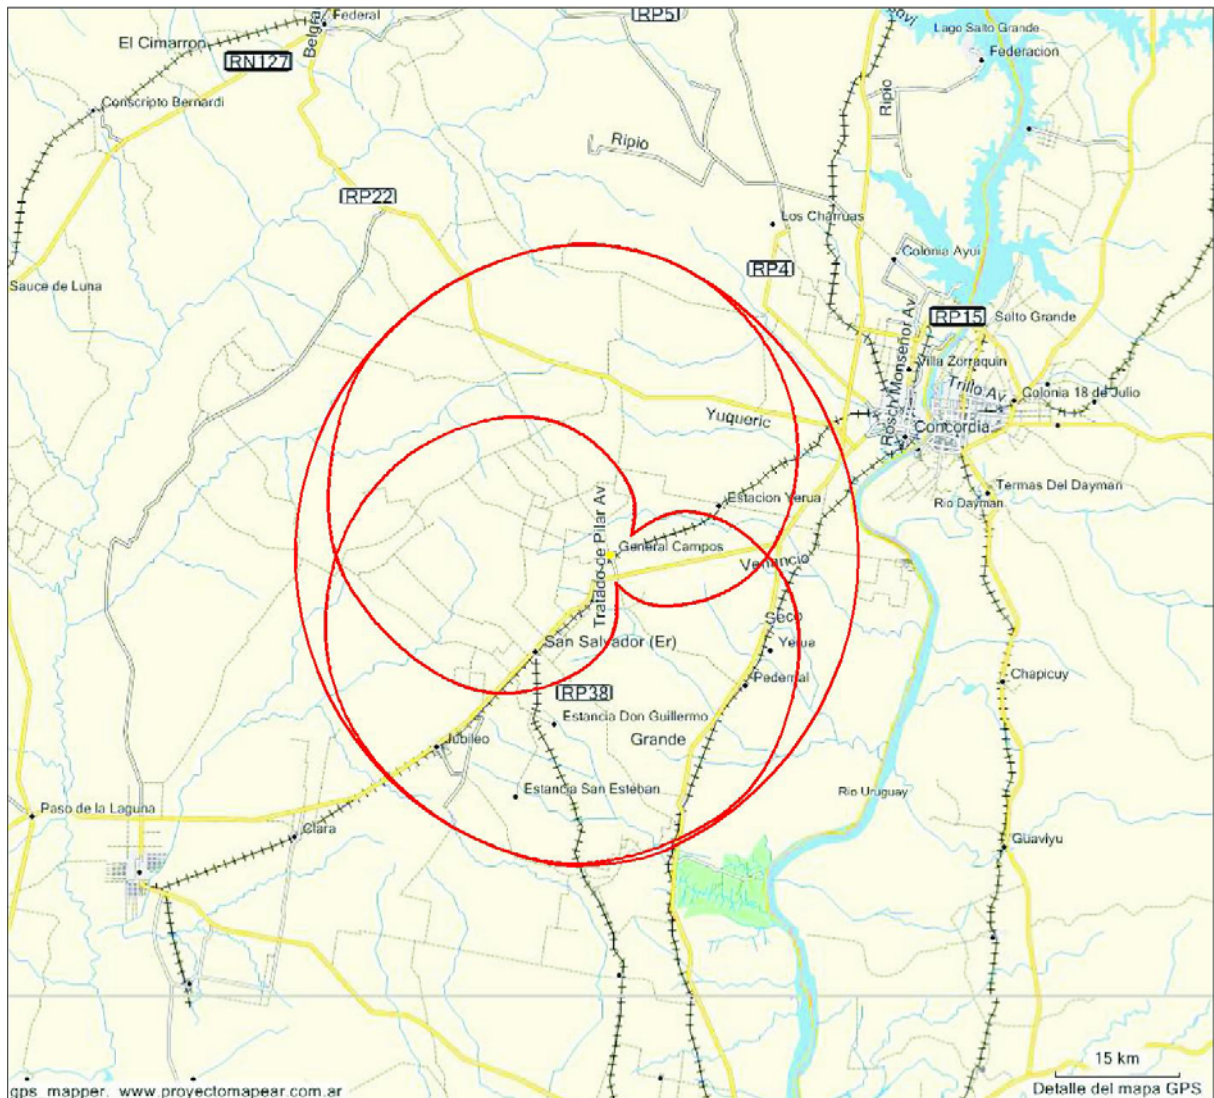 Federal
RP5
avi
Lago Salto Grande
El Cimarron
Belgra
Federacion
RN127
Conscripto Bernardi
Ripio
Ripio
RP22
Los Charruas
Colonia Ayui
RP4
Sauce de Luna
RP15
Salto Grande
Rosch Monseñor Av
Villa Zorraquin
Trillo Av
Colonia 18 de Julio
Yuqueric
Concordia
Termas Del Dayman
Estacion Yerua
Rio Dayman
Tratado de Pilar Av
General Campos
Venancio
Seco
San Salvador (Er)
Yerua
Pedernal
Chapicuy
RP38
Estancia Don Guillermo
Grande
Jubileo
Estancia San Esteban
Rio Uruguay
Paso de la Laguna
Clara
Guaviyu
15 km
gps mapper. www.proyectomapear.com.ar
Detalle del mapa GPS